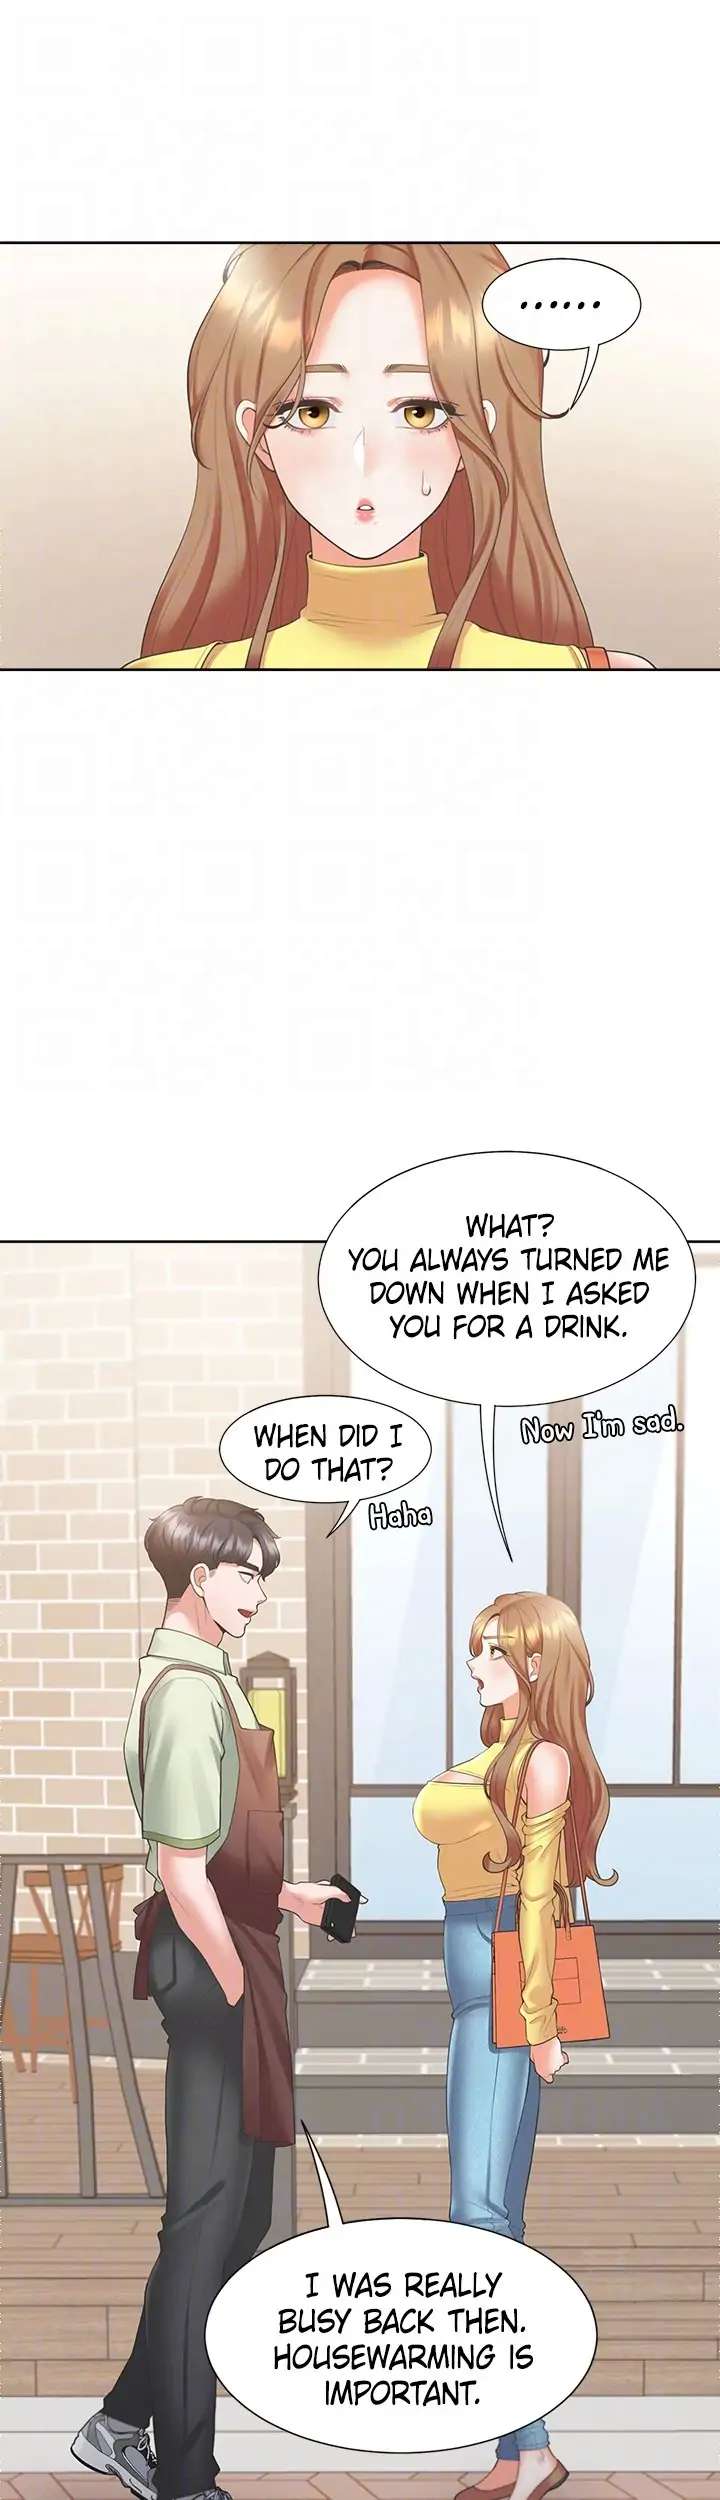 ......
WHAT?
YOU ALWAYS TURNED ME
DOWN WHEN I ASKED
YOU FOR A DRINK.
Now I'm sad.
WHEN DID I
DO THAT?
Haha
I WAS REALLY
BUSY BACK THEN.
HOUSEWARMING IS
IMPORTANT.